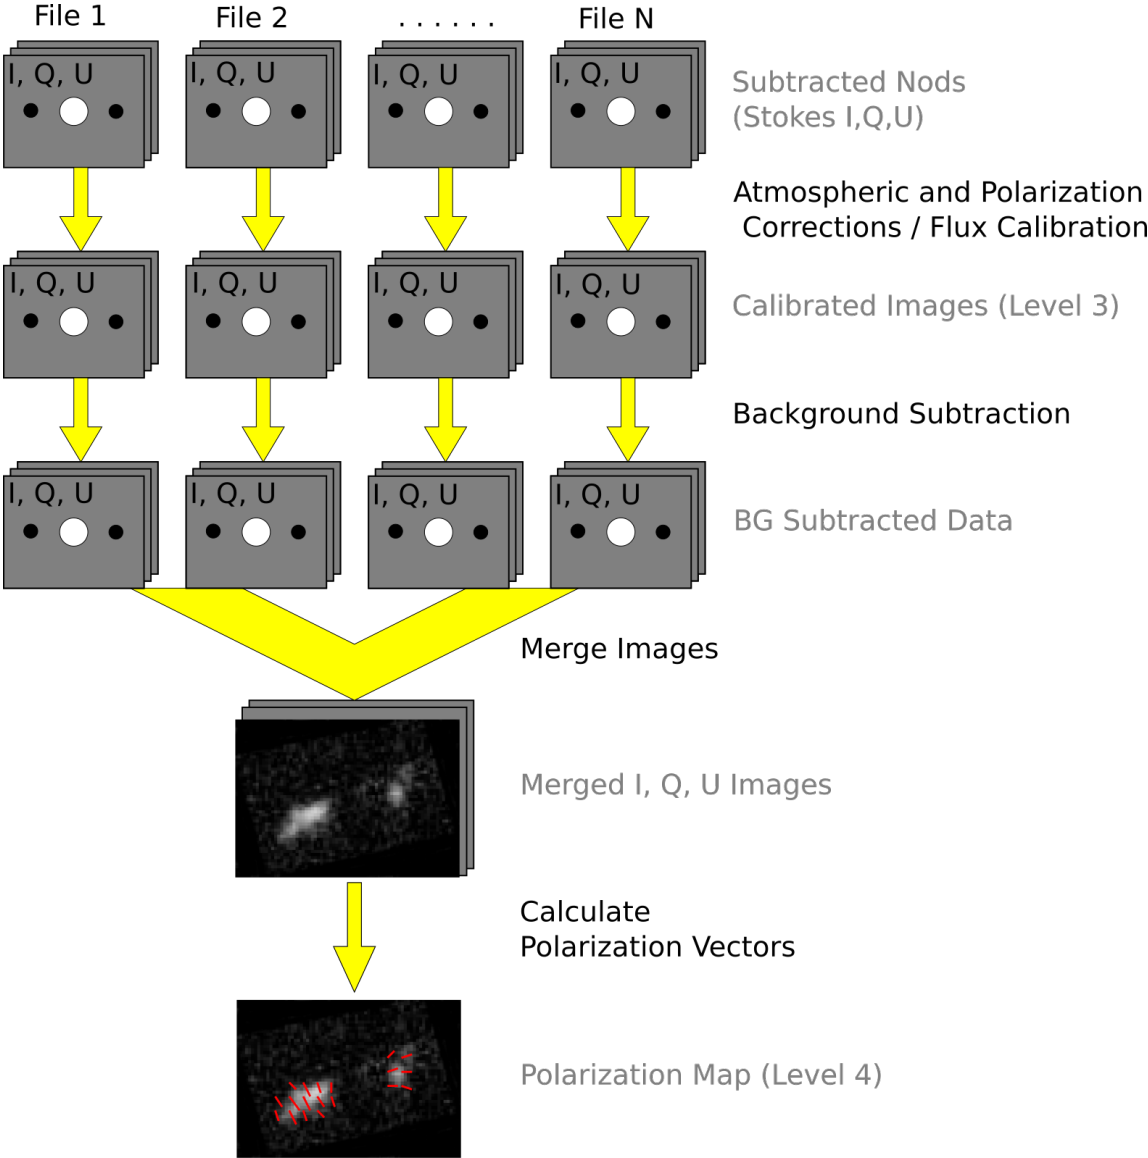 File 1
File 2
. . . . . .
File N
I, Q, U
I, Q, U
I, Q, U
I, Q, U
Subtracted Nods
(Stokes I,Q,U)
Atmospheric and Polarization
Corrections / Flux Calibration
I, Q, U
I, Q, U
I, Q, U
I, Q, U
Calibrated Images (Level 3)
Background Subtraction
I, Q, U
I, Q, U
I, Q, U
I, Q, U
BG Subtracted Data
Merge Images
Merged I, Q, U Images
Calculate
Polarization Vectors
Polarization Map (Level 4)